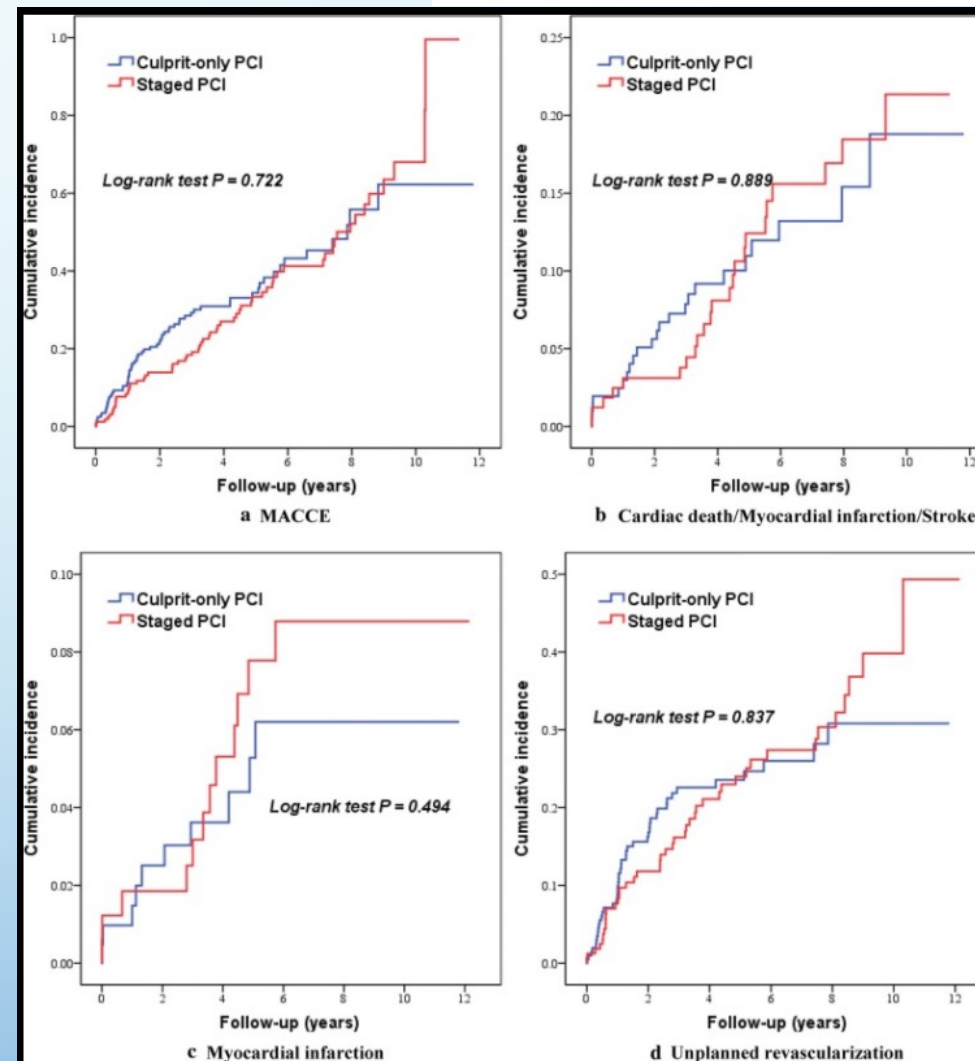 1.0
0.8
0.6
0.4
0.2
0.0
Cumulative incidence
Culprit-only PCI
Staged PCI
Log-rank test P = 0.722
0 2 4 6 8 10 12
Follow-up (years)
a MACCE
0.25
0.20
0.15
0.10
0.05
0.00
Cumulative incidence
Culprit-only PCI
Staged PCI
Log-rank test P = 0.889
0 2 4 6 8 10 12
Follow-up (years)
b Cardiac death/Myocardial infarction/Stroke
0.10
0.08
0.06
0.04
0.02
0.00
Cumulative incidence
Culprit-only PCI
Staged PCI
Log-rank test P = 0.494
0 2 4 6 8 10 12
Follow-up (years)
c Myocardial infarction
0.5
0.4
0.3
0.2
0.1
0.0
Cumulative incidence
Culprit-only PCI
Staged PCI
Log-rank test P = 0.837
0 2 4 6 8 10 12
Follow-up (years)
d Unplanned revascularization